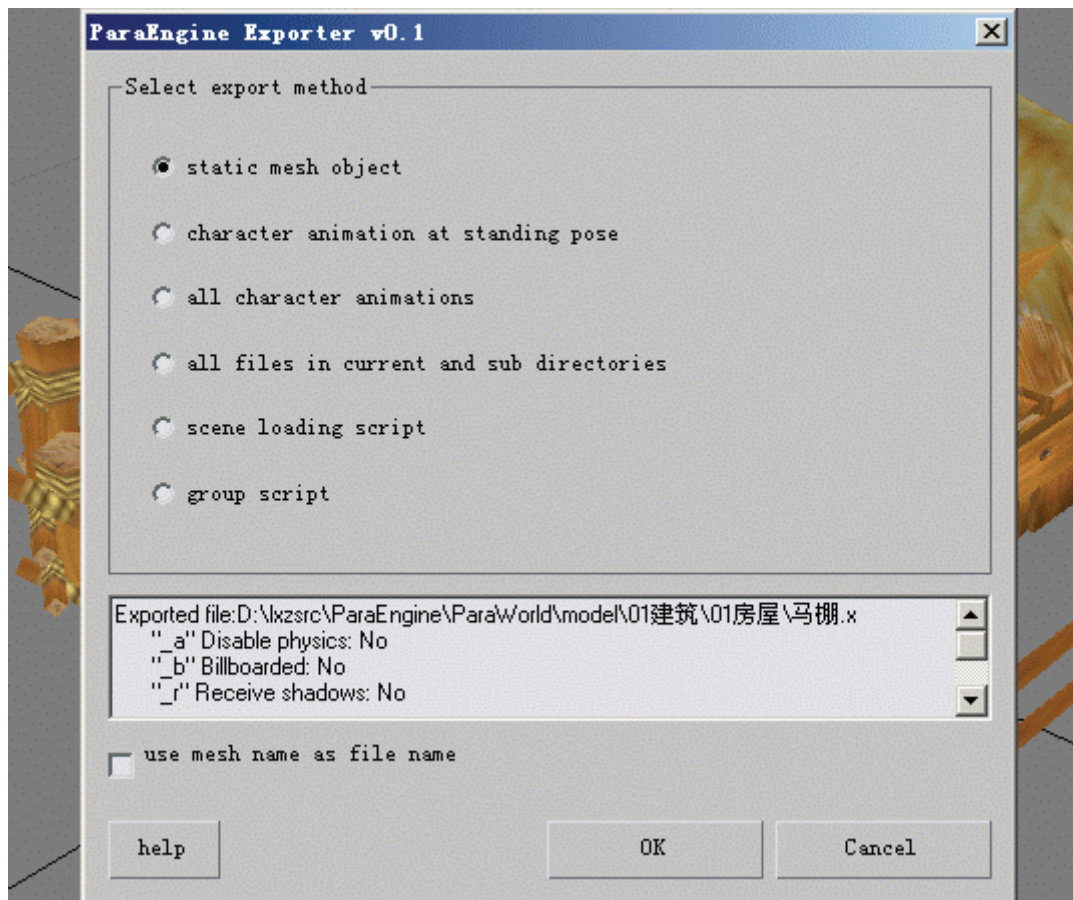 ParaEngine Exporter v0.1
Select export method
static mesh object
character animation at standing pose
all character animations
all files in current and sub directories
scene loading script
group script
Exported file:D:\lxzsrc\ParaEngine\ParaWorld\model\01建筑\01房屋\马棚.x
"_a" Disable physics: No
"_b" Billboarded: No
"_r" Receive shadows: No
use mesh name as file name
help
OK
Cancel